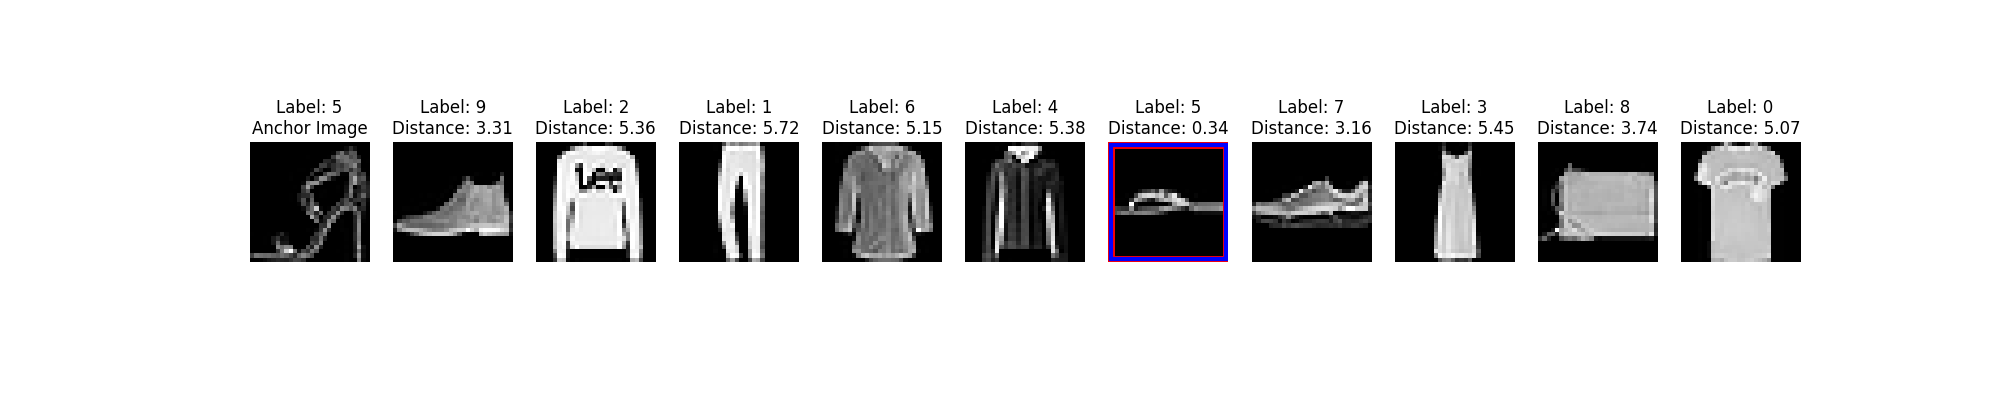 Label: 5
Anchor Image
Label: 9
Distance: 3.31
Label: 2
Distance: 5.36
Label: 1
Distance: 5.72
Label: 6
Distance: 5.15
Label: 4
Distance: 5.38
Label: 5
Distance: 0.34
Label: 7
Distance: 3.16
Label: 3
Distance: 5.45
Label: 8
Distance: 3.74
Label: 0
Distance: 5.07
Lee